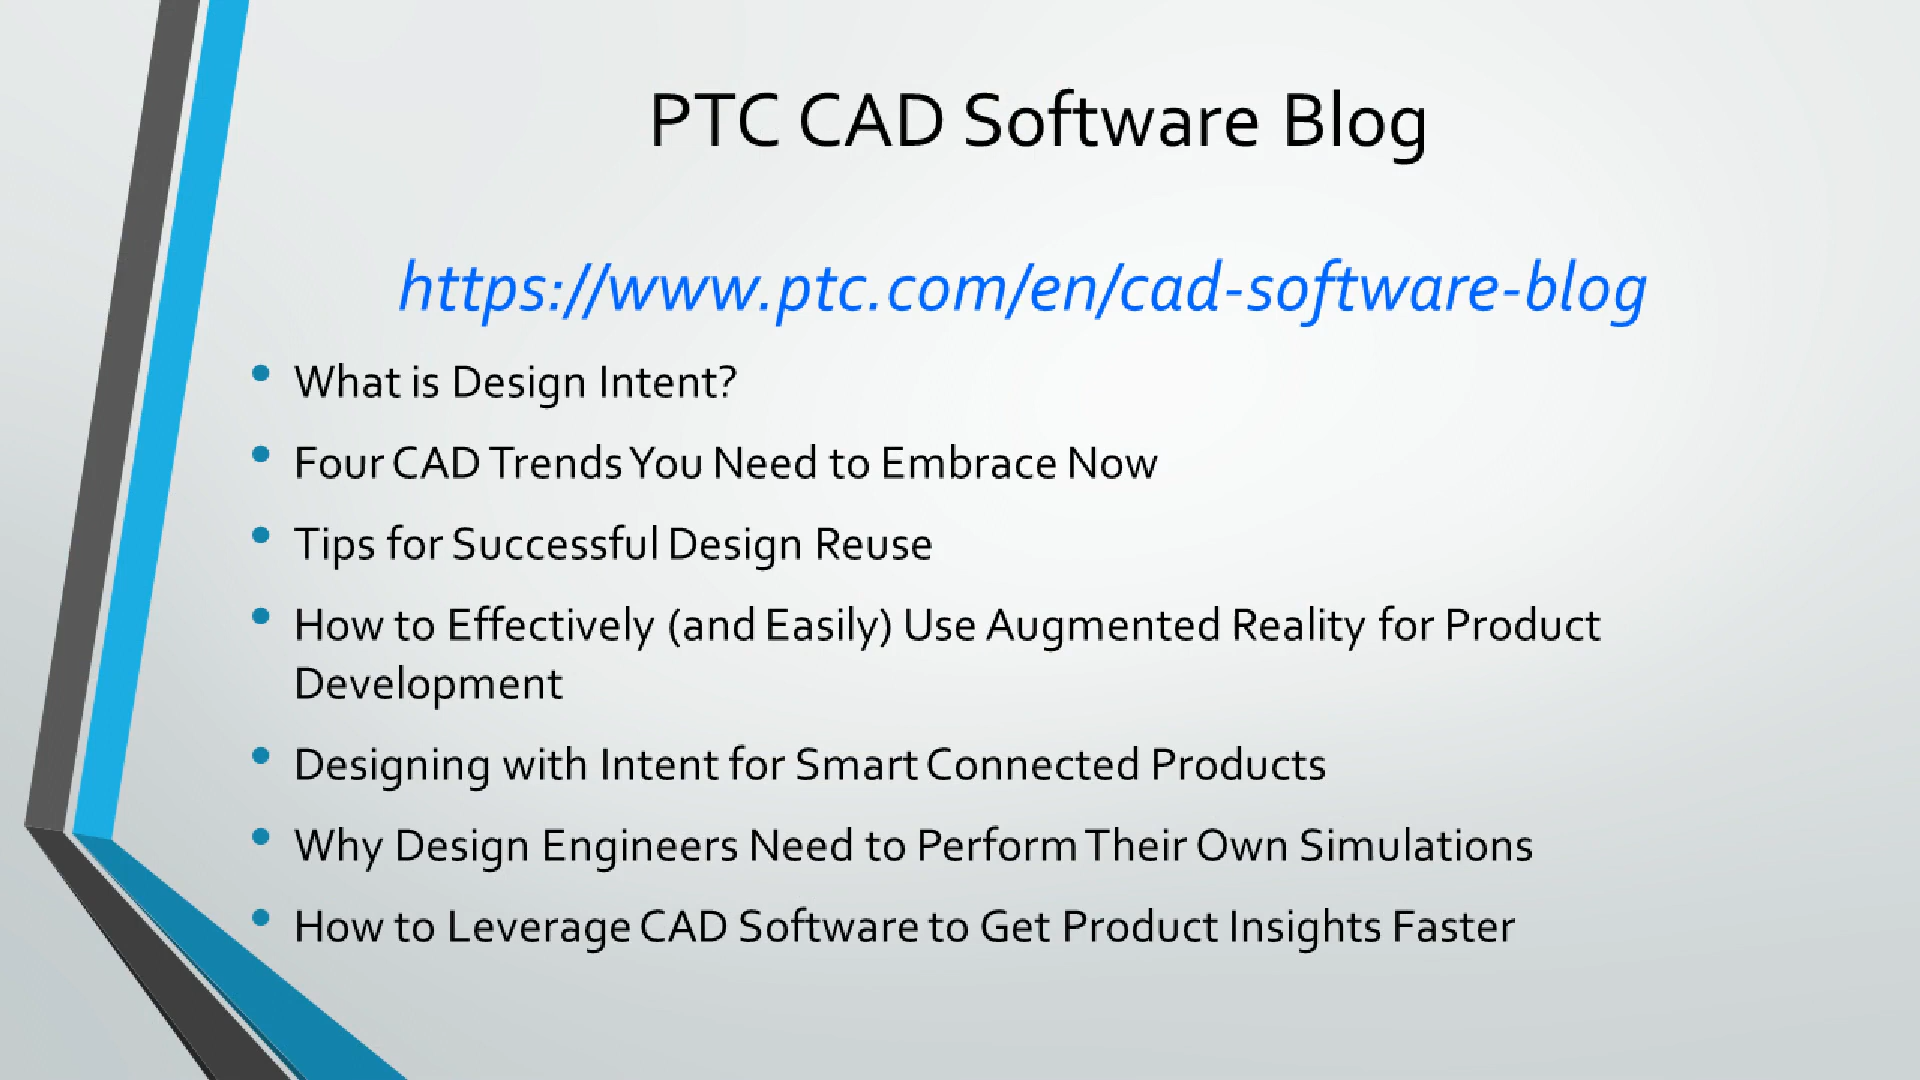 PTC CAD Software Blog
https://www.ptc.com/en/cad-software-blog
• What is Design Intent?
• Four CAD Trends You Need to Embrace Now
• Tips for Successful Design Reuse
• How to Effectively (and Easily) Use Augmented Reality for Product
Development
• Designing with Intent for Smart Connected Products
• Why Design Engineers Need to Perform Their Own Simulations
• How to Leverage CAD Software to Get Product Insights Faster